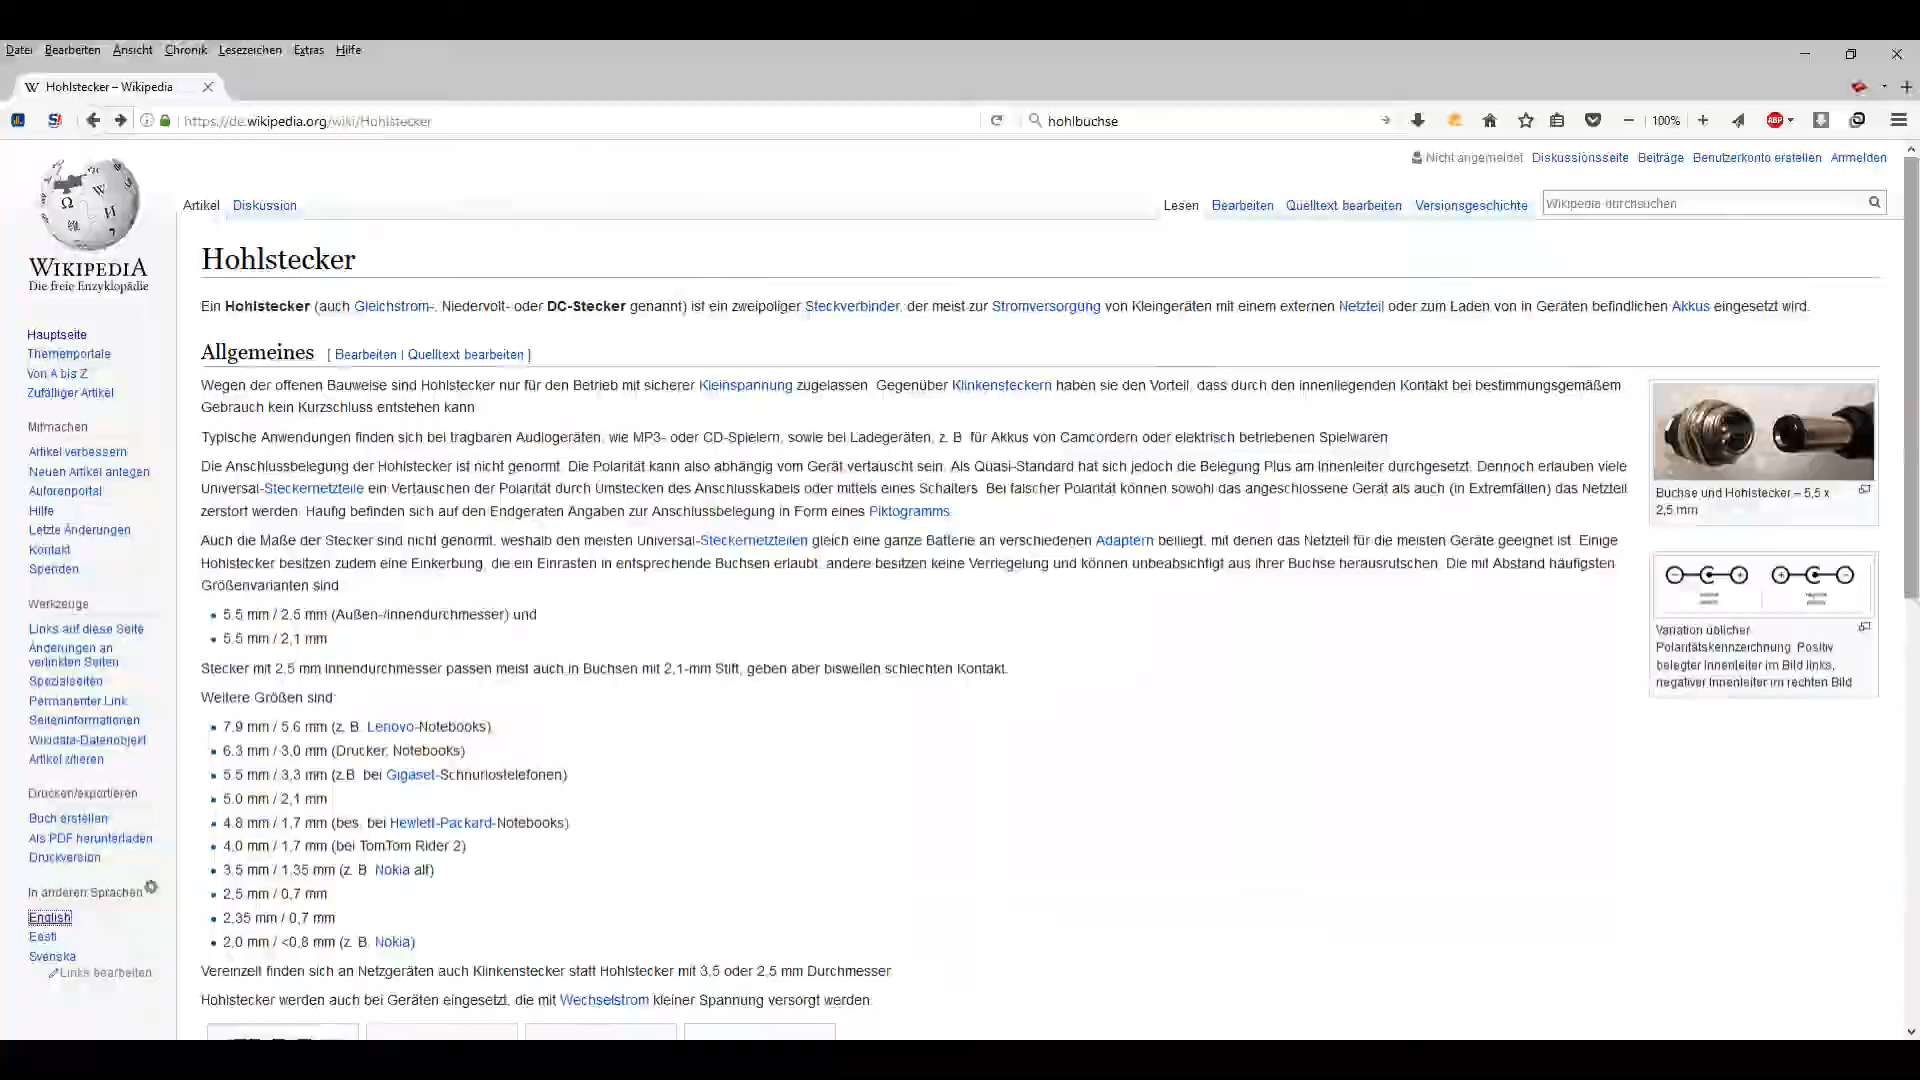 Datei Bearbeiten Ansicht Chronik Lesezeichen Extras Hilfe
Hohlstecker – Wikipedia
https://de.wikipedia.org/wiki/Hohlstecker
hohlbuchse
100%
ABP
Nicht angemeldet Diskussionsseite Beiträge Benutzerkonto erstellen Anmelden
Artikel Diskussion
Lesen Bearbeiten Quelltext bearbeiten Versionsgeschichte
Wikipedia durchsuchen
WIKIPEDIA
Die freie Enzyklopädie
Hauptseite
Themenportale
Von A bis Z
Zufälliger Artikel
Mitmachen
Artikel verbessern
Neuen Artikel anlegen
Autorenportal
Hilfe
Letzte Änderungen
Kontakt
Spenden
Werkzeuge
Links auf diese Seite
Änderungen an
verlinkten Seiten
Spezialseiten
Permanenter Link
Seiteninformationen
Wikidata-Datenobjekt
Artikel zitieren
Drucken/exportieren
Buch erstellen
Als PDF herunterladen
Druckversion
In anderen Sprachen
English
Eesti
Svenska
Links bearbeiten
Hohlstecker
Ein Hohlstecker (auch Gleichstrom-, Niedervolt- oder DC-Stecker genannt) ist ein zweipoliger Steckverbinder, der meist zur Stromversorgung von Kleingeräten mit einem externen Netzteil oder zum Laden von in Geräten befindlichen Akkus eingesetzt wird.
Allgemeines [ Bearbeiten | Quelltext bearbeiten ]
Wegen der offenen Bauweise sind Hohlstecker nur für den Betrieb mit sicherer Kleinspannung zugelassen. Gegenüber Klinkensteckern haben sie den Vorteil, dass durch den innenliegenden Kontakt bei bestimmungsgemäßem
Gebrauch kein Kurzschluss entstehen kann.
Typische Anwendungen finden sich bei tragbaren Audiogeräten, wie MP3- oder CD-Spielern, sowie bei Ladegeräten, z. B. für Akkus von Camcordern oder elektrisch betriebenen Spielwaren.
Die Anschlussbelegung der Hohlstecker ist nicht genormt. Die Polarität kann also abhängig vom Gerät vertauscht sein. Als Quasi-Standard hat sich jedoch die Belegung Plus am Innenleiter durchgesetzt. Dennoch erlauben viele
Universal-Steckernetzteile ein Vertauschen der Polarität durch Umstecken des Anschlusskabels oder mittels eines Schalters. Bei falscher Polarität können sowohl das angeschlossene Gerät als auch (in Extremfällen) das Netzteil
zerstört werden. Häufig befinden sich auf den Endgeräten Angaben zur Anschlussbelegung in Form eines Piktogramms.
Auch die Maße der Stecker sind nicht genormt, weshalb den meisten Universal-Steckernetzteilen gleich eine ganze Batterie an verschiedenen Adaptern beiliegt, mit denen das Netzteil für die meisten Geräte geeignet ist. Einige
Hohlstecker besitzen zudem eine Einkerbung, die ein Einrasten in entsprechende Buchsen erlaubt, andere besitzen keine Verriegelung und können unbeabsichtigt aus ihrer Buchse herausrutschen. Die mit Abstand häufigsten
Größenvarianten sind
5.5 mm / 2.5 mm (Außen-/Innendurchmesser) und
5.5 mm / 2,1 mm
Stecker mit 2,5 mm Innendurchmesser passen meist auch in Buchsen mit 2,1-mm Stift, geben aber bisweilen schlechten Kontakt.
Weitere Größen sind:
7.9 mm / 5.6 mm (z. B. Lenovo-Notebooks)
6.3 mm / 3,0 mm (Drucker, Notebooks)
5.5 mm / 3,3 mm (z.B. bei Gigaset-Schnurlostelefonen)
5.0 mm / 2,1 mm
4.8 mm / 1,7 mm (bes. bei Hewlett-Packard-Notebooks)
4,0 mm / 1,7 mm (bei TomTom Rider 2)
3.5 mm / 1,35 mm (z. B. Nokia alt)
2,5 mm / 0,7 mm
2.35 mm / 0,7 mm
2,0 mm / <0,8 mm (z. B. Nokia)
Vereinzelt finden sich an Netzgeräten auch Klinkenstecker statt Hohlstecker mit 3,5 oder 2,5 mm Durchmesser.
Hohlstecker werden auch bei Geräten eingesetzt, die mit Wechselstrom kleiner Spannung versorgt werden.
Buchse und Hohlstecker – 5,5 x
2,5 mm
Variation üblicher
Polaritätskennzeichnung. Positiv
belegter Innenleiter im Bild links,
negativer Innenleiter im rechten Bild